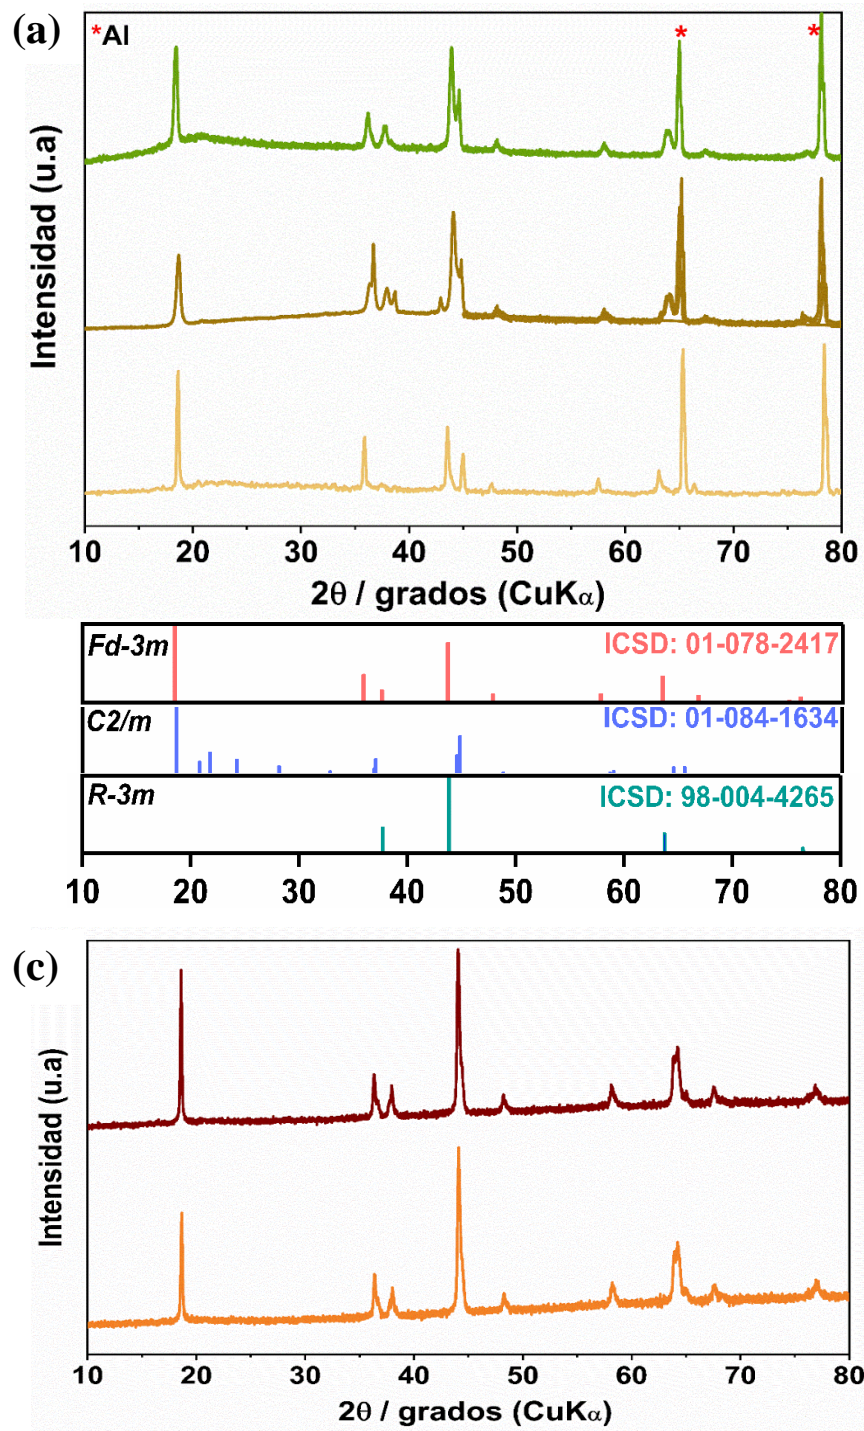 (a)
*Al
*
*
Intensidad (u.a)
10 20 30 40 50 60 70 80
2θ / grados (CuKα)
Fd-3m ICSD: 01-078-2417
C2/m ICSD: 01-084-1634
R-3m ICSD: 98-004-4265
10 20 30 40 50 60 70 80
(c)
Intensidad (u.a)
10 20 30 40 50 60 70 80
2θ / grados (CuKα)